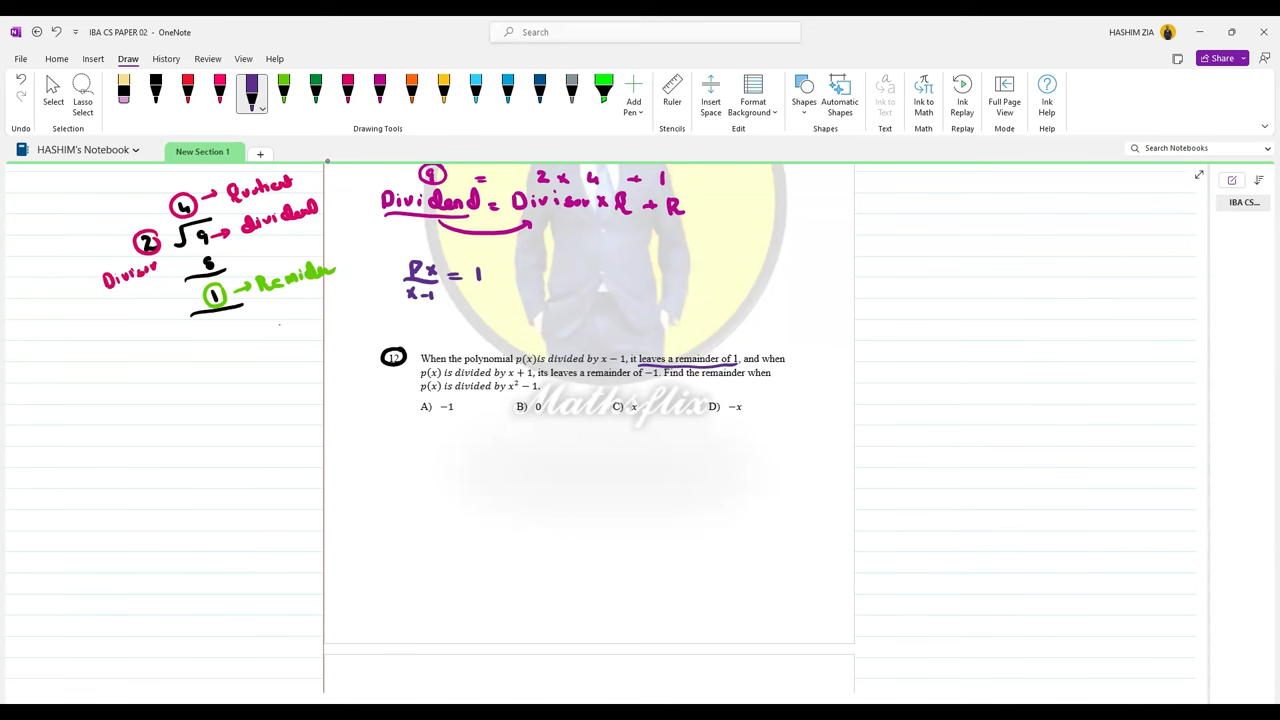 IBA CS PAPER 02 - OneNote
Search
HASHIM ZIA
File Home Insert Draw History Review View Help
Share
Undo
Select
Lasso Select
Selection
Drawing Tools
Add Pen
Ruler
Stencils
Insert Space
Format Background
Edit
Shapes
Automatic Shapes
Shapes
Ink to Text
Text
Ink to Math
Math
Ink Replay
Replay
Full Page View
Mode
Ink Help
Help
HASHIM's Notebook
New Section 1
+
Search Notebooks
IBA CS...
4 → Quotient
2 √9 → dividend
Divisor
8
1 → Remider
9 = 2 x 4 + 1
Dividend = Divisor x Q + R
Px / x-1 = 1
12 When the polynomial p(x)is divided by x − 1, it leaves a remainder of 1, and when
p(x) is divided by x + 1, its leaves a remainder of −1. Find the remainder when
p(x) is divided by x² − 1.
A) −1 B) 0 C) x D) −x
Mathsflix